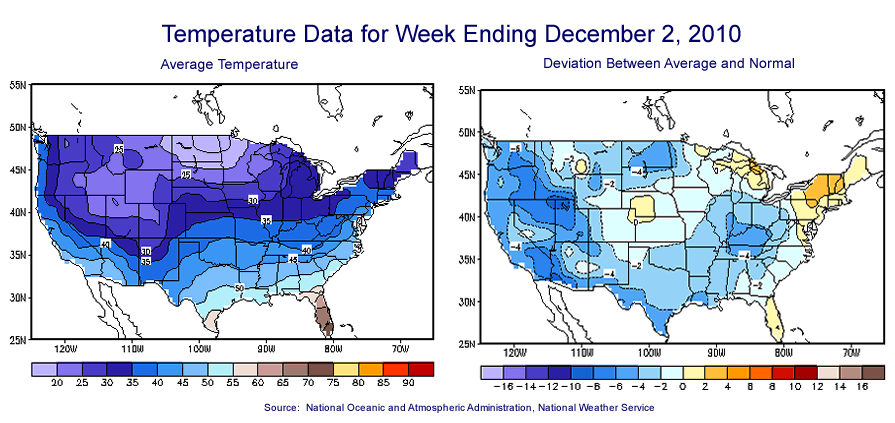 Temperature Data for Week Ending December 2, 2010
Average Temperature
Deviation Between Average and Normal
55N
50N
45N
40N
35N
30N
25N
120W 110W 100W 90W 80W 70W
25
25
30
35
40
30
35
40
45
50
20 25 30 35 40 45 50 55 60 65 70 75 80 85 90
55N
50N
45N
40N
35N
30N
25N
120W 110W 100W 90W 80W 70W
-2
-4
0
-2
0
-4
-4
-2
-4
-2
-16 -14 -12 -10 -8 -6 -4 -2 0 2 4 6 8 10 12 14 16
Source: National Oceanic and Atmospheric Administration, National Weather Service